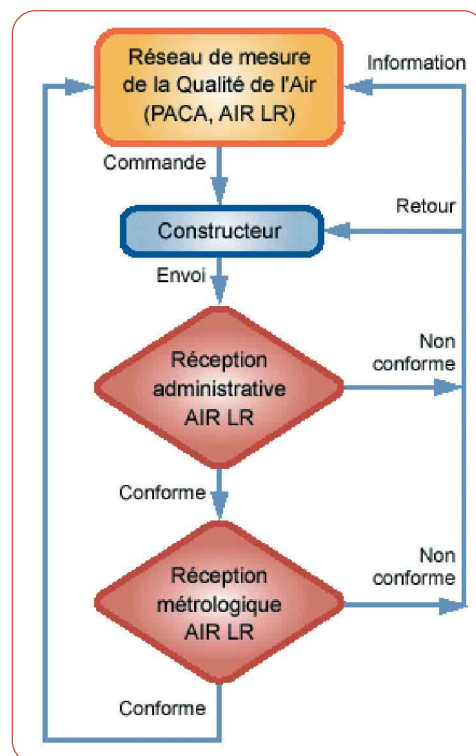 Réseau de mesure
de la Qualité de l'Air
(PACA, AIR LR)
Information
Commande
Retour
Constructeur
Envoi
Réception
administrative
AIR LR
Non
conforme
Conforme
Réception
métrologique
AIR LR
Non
conforme
Conforme